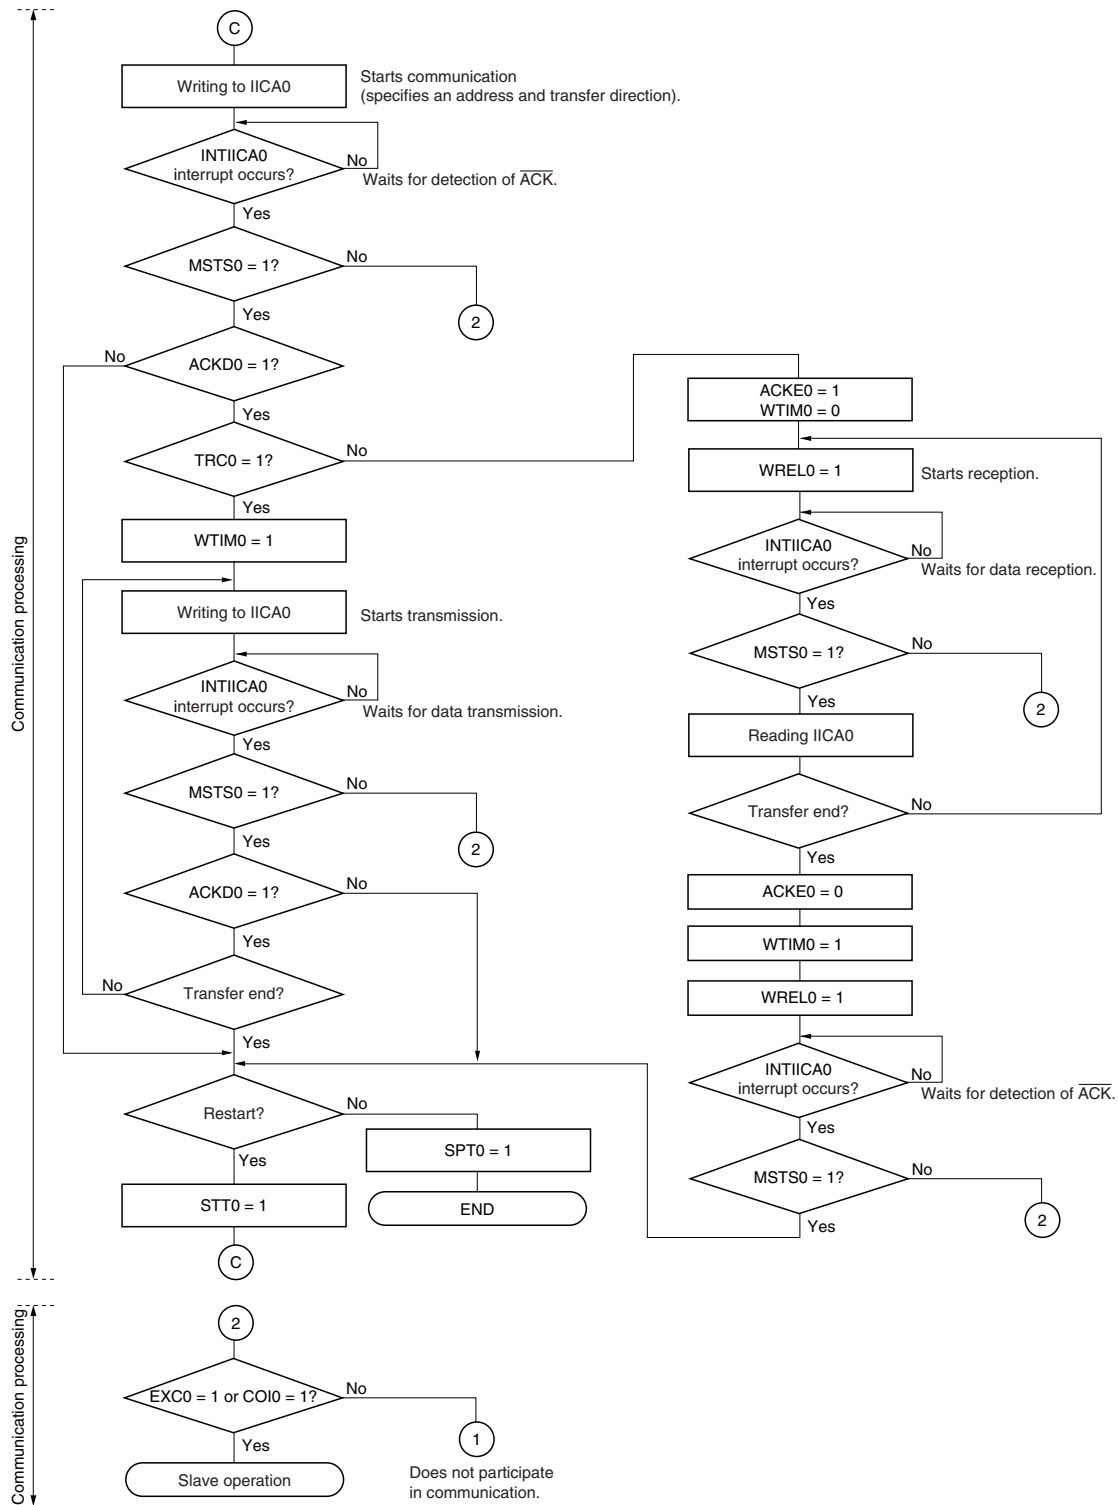 C
Writing to IICA0
Starts communication
(specifies an address and transfer direction).
INTIICA0
interrupt occurs?
No
Waits for detection of ACK.
Yes
MSTS0 = 1?
No
2
Yes
ACKD0 = 1?
No
Yes
TRC0 = 1?
No
Yes
WTIM0 = 1
Writing to IICA0
Starts transmission.
INTIICA0
interrupt occurs?
No
Waits for data transmission.
Yes
MSTS0 = 1?
No
2
Yes
ACKD0 = 1?
No
Yes
Transfer end?
No
Yes
Restart?
No
SPT0 = 1
END
Yes
STT0 = 1
C
ACKE0 = 1
WTIM0 = 0
WREL0 = 1
Starts reception.
INTIICA0
interrupt occurs?
No
Waits for data reception.
Yes
MSTS0 = 1?
No
2
Yes
Reading IICA0
Transfer end?
No
Yes
ACKE0 = 0
WTIM0 = 1
WREL0 = 1
INTIICA0
interrupt occurs?
No
Waits for detection of ACK.
Yes
MSTS0 = 1?
No
2
Yes
Communication processing
2
EXC0 = 1 or COI0 = 1?
No
1
Does not participate
in communication.
Yes
Slave operation
Communication processing